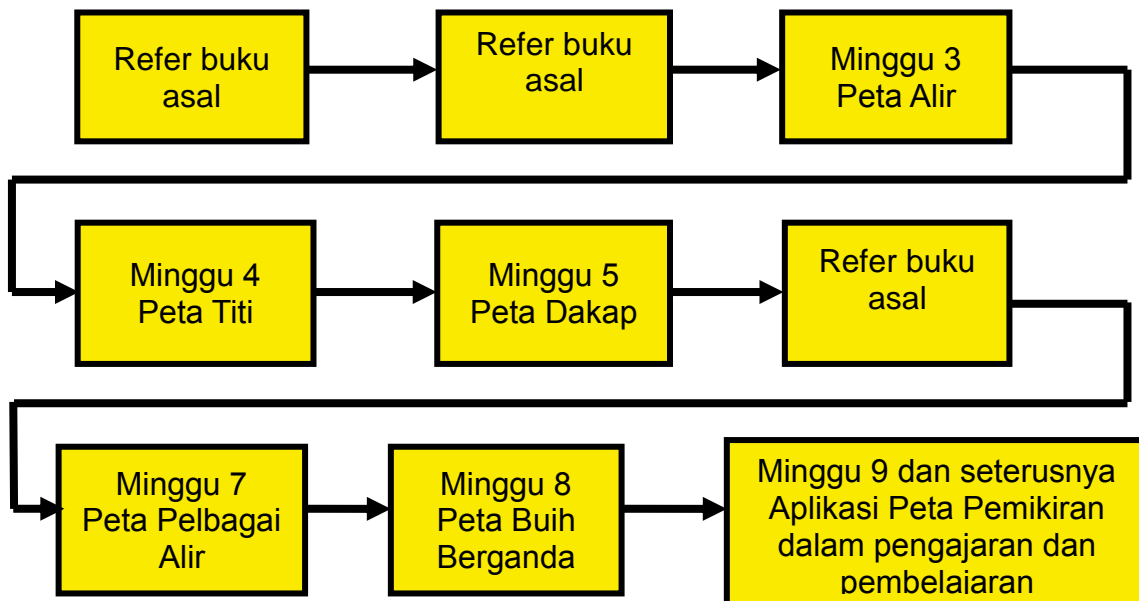 Refer buku
asal
Refer buku
asal
Minggu 3
Peta Alir
Minggu 4
Peta Titi
Minggu 5
Peta Dakap
Refer buku
asal
Minggu 7
Peta Pelbagai
Alir
Minggu 8
Peta Buih
Berganda
Minggu 9 dan seterusnya
Aplikasi Peta Pemikiran
dalam pengajaran dan
pembelajaran